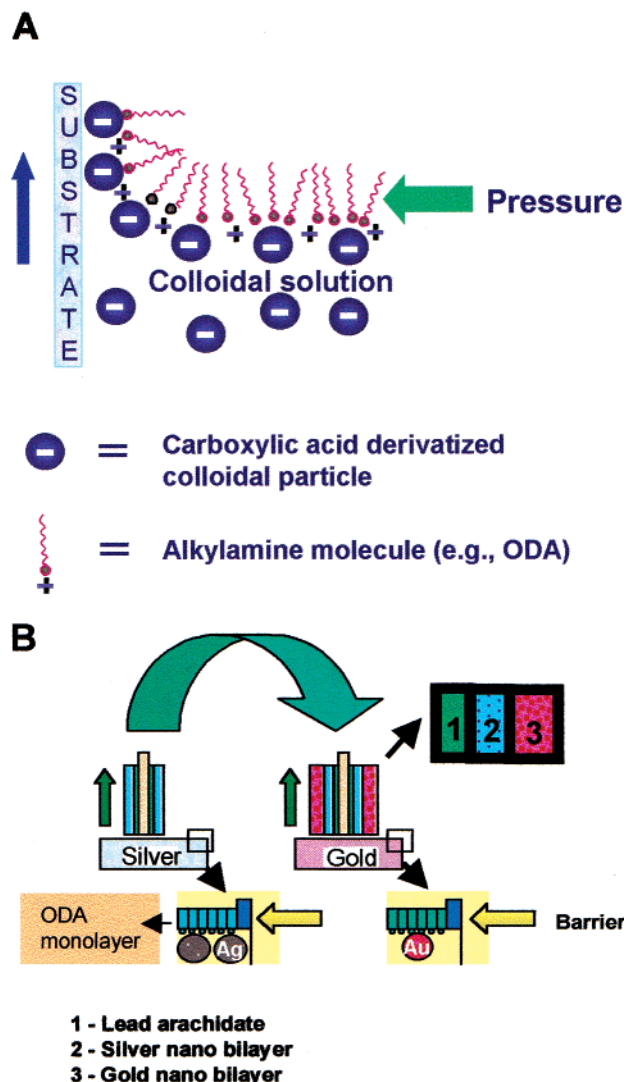 A
SUBSTRATE
Pressure
Colloidal solution
= Carboxylic acid derivatized
colloidal particle
= Alkylamine molecule (e.g., ODA)
B
1 2 3
Silver
Gold
ODA
monolayer
Ag
Au
Barrier
1 - Lead arachidate
2 - Silver nano bilayer
3 - Gold nano bilayer